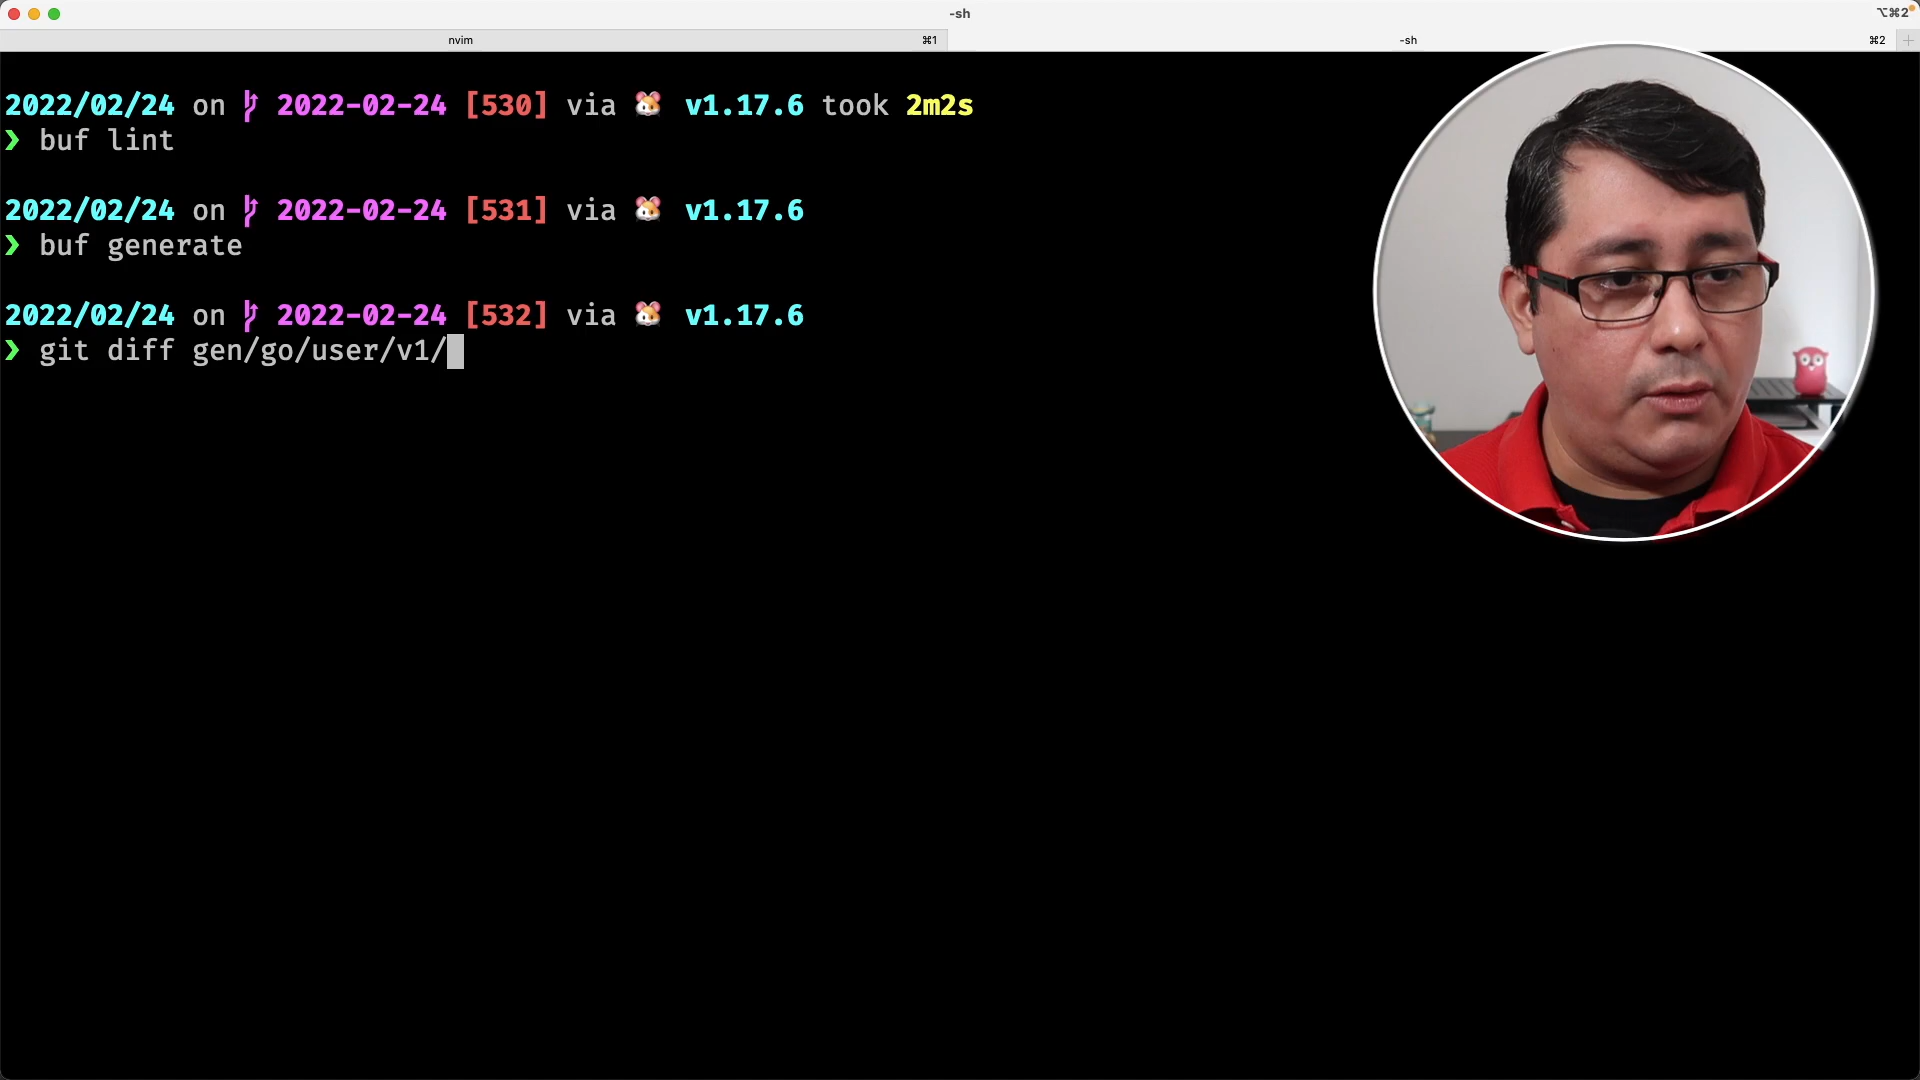 -sh
⌥⌘2
nvim ⌘1
-sh ⌘2
2022/02/24 on 2022-02-24 [530] via 🐹 v1.17.6 took 2m2s
❯ buf lint
2022/02/24 on 2022-02-24 [531] via 🐹 v1.17.6
❯ buf generate
2022/02/24 on 2022-02-24 [532] via 🐹 v1.17.6
❯ git diff gen/go/user/v1/